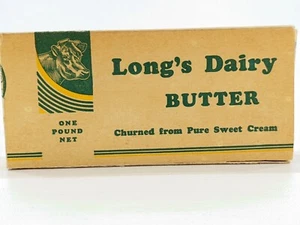 Long's Dairy
BUTTER
Churned from Pure Sweet Cream
ONE
POUND
NET